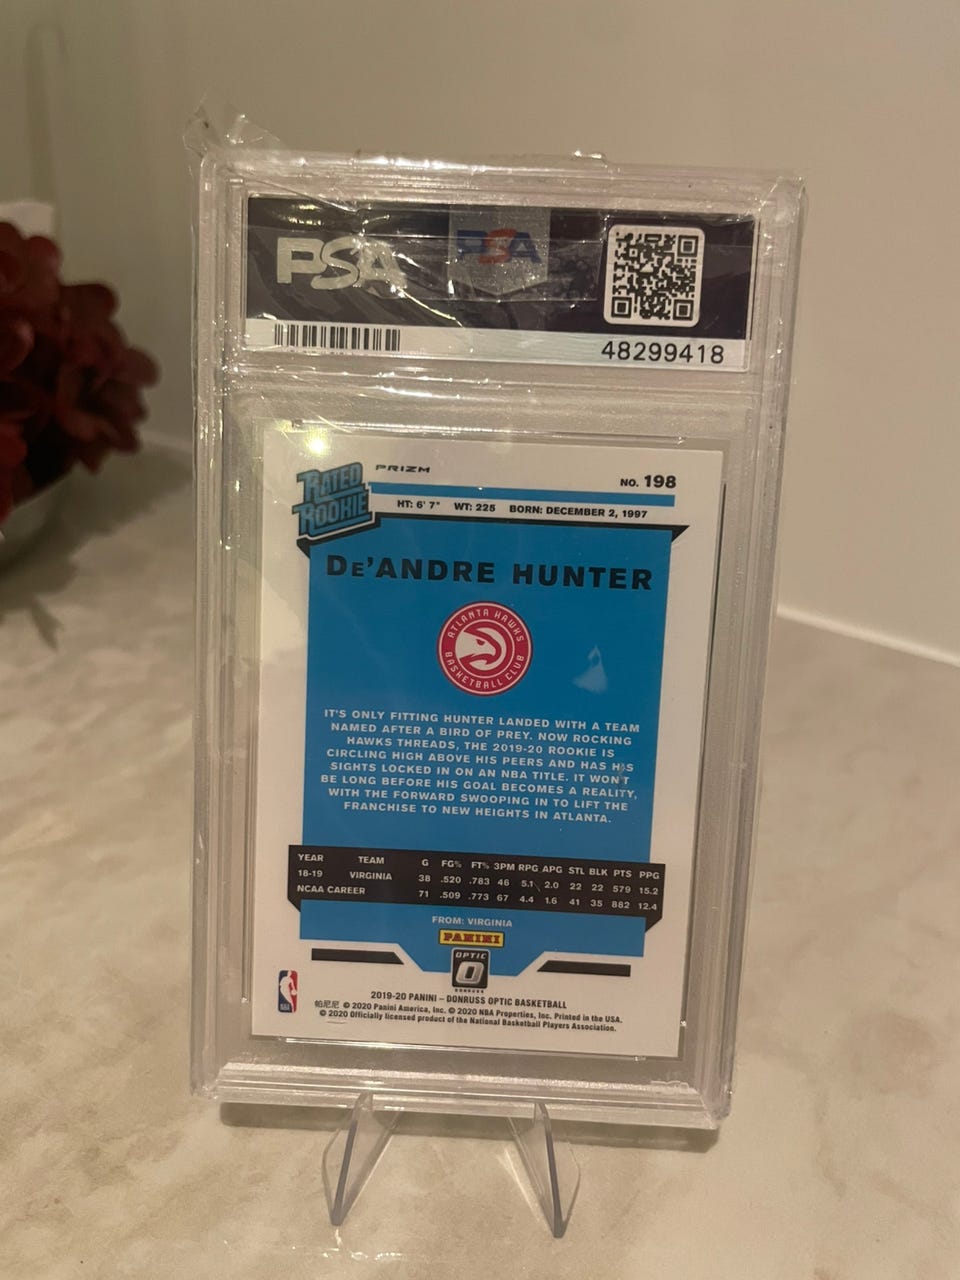 PSA
PSA
48299418
RATED ROOKIE
PRIZM
NO. 198
HT: 6' 7" WT: 225 BORN: DECEMBER 2, 1997
DE'ANDRE HUNTER
ATLANTA HAWKS
BASKETBALL CLUB
IT'S ONLY FITTING HUNTER LANDED WITH A TEAM
NAMED AFTER A BIRD OF PREY. NOW ROCKING
HAWKS THREADS, THE 2019-20 ROOKIE IS
CIRCLING HIGH ABOVE HIS PEERS AND HAS HIS
SIGHTS LOCKED IN ON AN NBA TITLE. IT WON'T
BE LONG BEFORE HIS GOAL BECOMES A REALITY,
WITH THE FORWARD SWOOPING IN TO LIFT THE
FRANCHISE TO NEW HEIGHTS IN ATLANTA.
YEAR TEAM G FG% FT% 3PM RPG APG STL BLK PTS PPG
18-19 VIRGINIA 38 .520 .783 46 5.1 2.0 22 22 579 15.2
NCAA CAREER 71 .509 .773 67 4.4 1.6 41 35 882 12.4
FROM: VIRGINIA
PANINI
OPTIC
DONRUSS
2019-20 PANINI – DONRUSS OPTIC BASKETBALL
帕尼尼 © 2020 Panini America, Inc. © 2020 NBA Properties, Inc. Printed in the USA.
© 2020 Officially licensed product of the National Basketball Players Association.